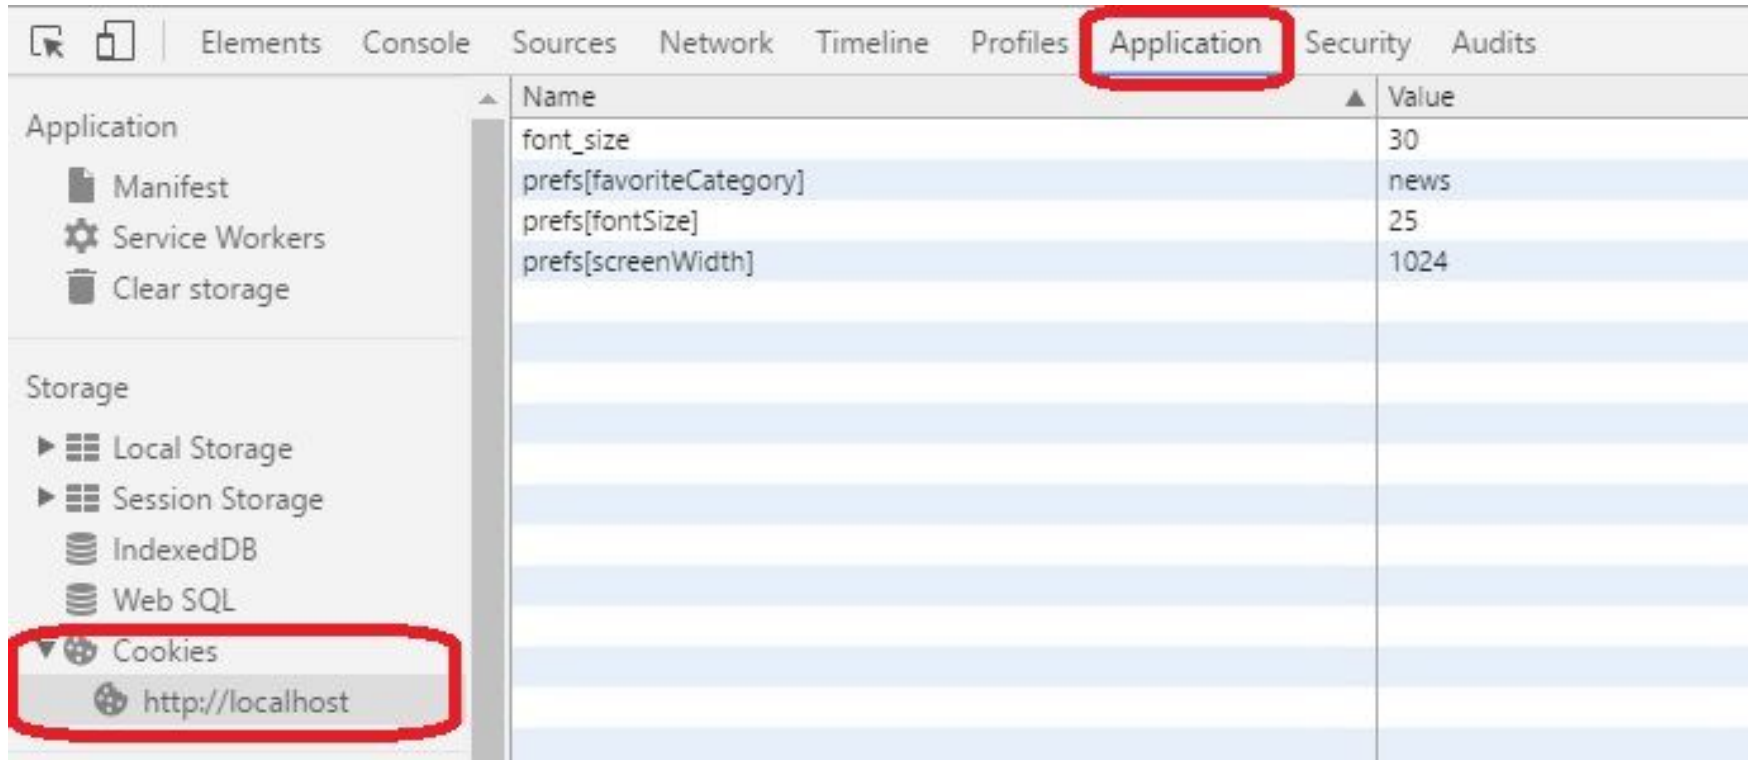 Elements Console Sources Network Timeline Profiles Application Security Audits
Application
Manifest
Service Workers
Clear storage
Storage
Local Storage
Session Storage
IndexedDB
Web SQL
Cookies
http://localhost
Name Value
font_size 30
prefs[favoriteCategory] news
prefs[fontSize] 25
prefs[screenWidth] 1024